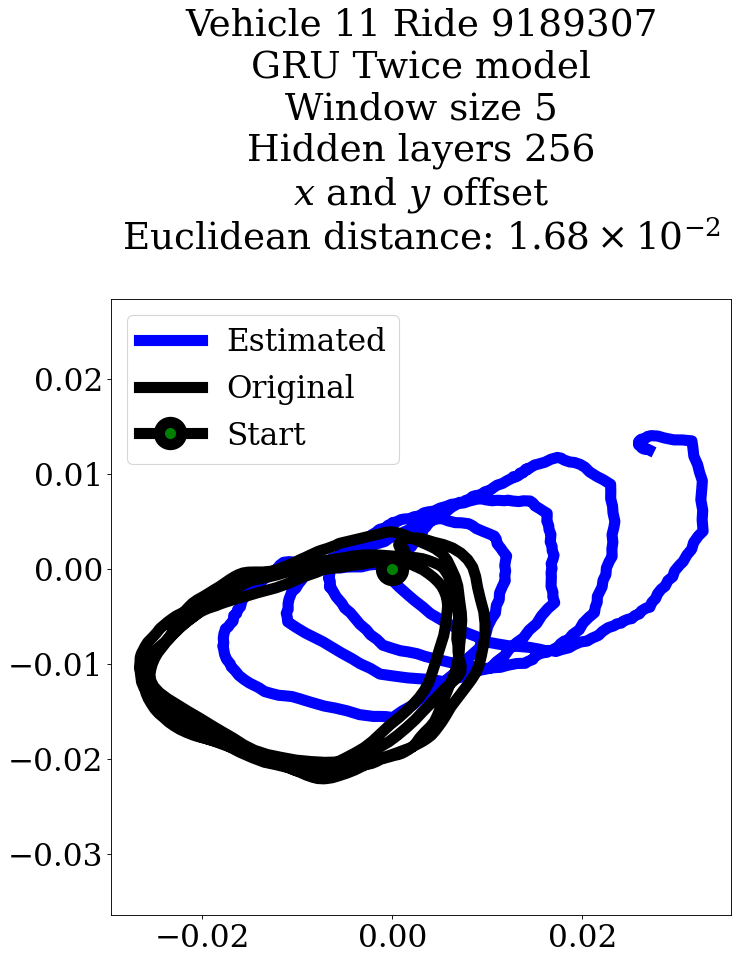 Vehicle 11 Ride 9189307
GRU Twice model
Window size 5
Hidden layers 256
x and y offset
Euclidean distance: 1.68 × 10⁻²
Estimated
Original
Start
0.02
0.01
0.00
−0.01
−0.02
−0.03
−0.02 0.00 0.02